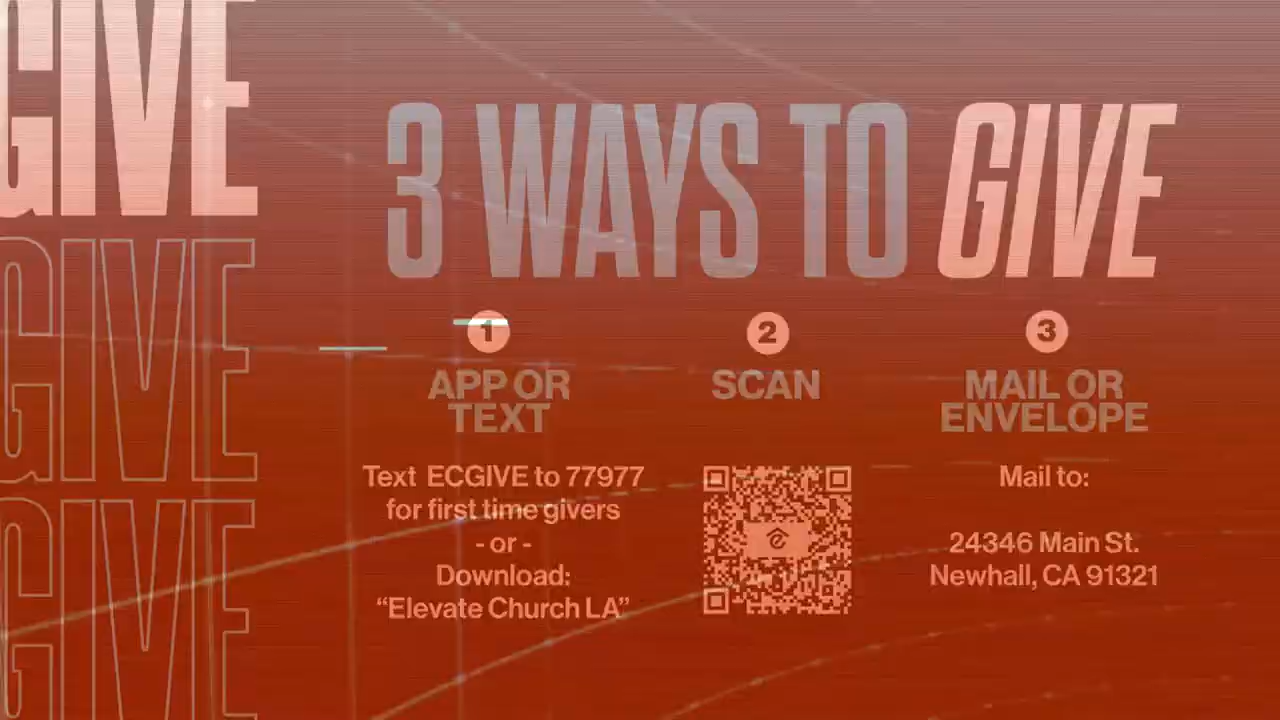 GIVE
GIVE
GIVE
3 WAYS TO GIVE
1
APP OR
TEXT
Text ECGIVE to 77977
for first time givers
- or -
Download:
“Elevate Church LA”
2
SCAN
3
MAIL OR
ENVELOPE
Mail to:
24346 Main St.
Newhall, CA 91321